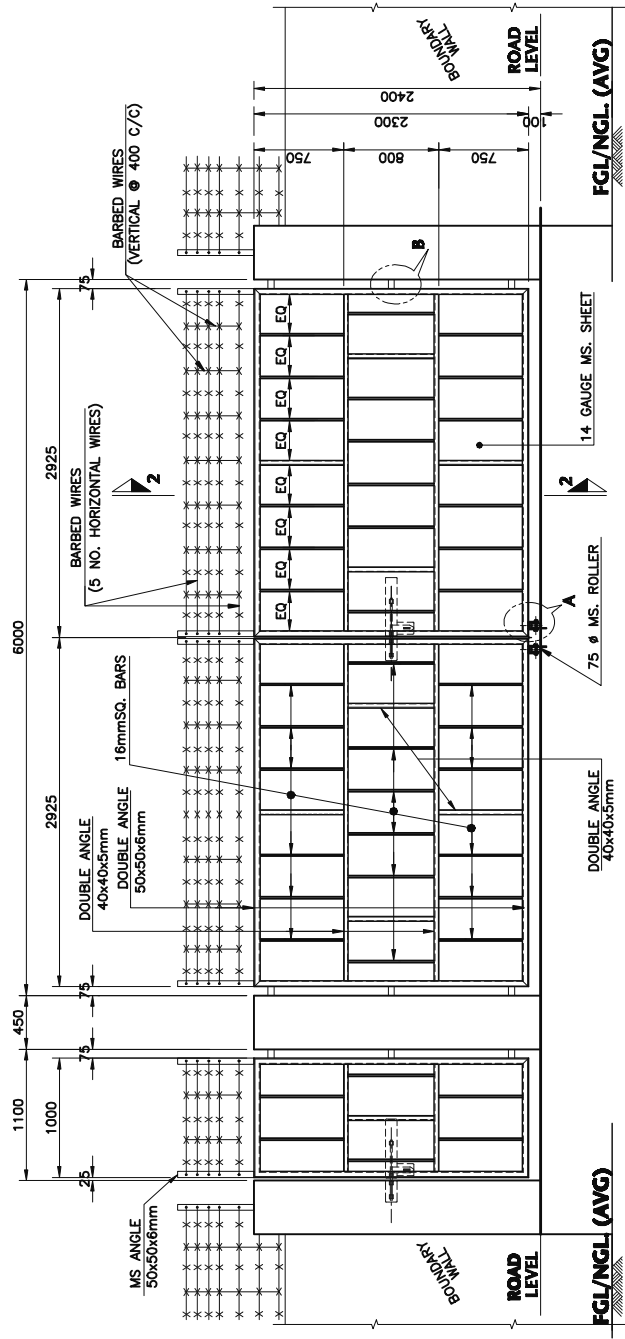 6000
1100
450
2925
2925
1000
25
75
75
75
MS ANGLE
50x50x6mm
DOUBLE ANGLE
40x40x5mm
DOUBLE ANGLE
50x50x6mm
16mmSQ. BARS
BARBED WIRES
(5 NO. HORIZONTAL WIRES)
BARBED WIRES
(VERTICAL @ 400 C/C)
2
EQ
EQ
EQ
EQ
EQ
EQ
EQ
EQ
750
800
750
2300
100
2400
B
BOUNDARY
WALL
BOUNDARY
WALL
ROAD
LEVEL
ROAD
LEVEL
FGL/NGL. (AVG)
FGL/NGL. (AVG)
DOUBLE ANGLE
40x40x5mm
75 ø MS. ROLLER
A
2
14 GAUGE MS. SHEET